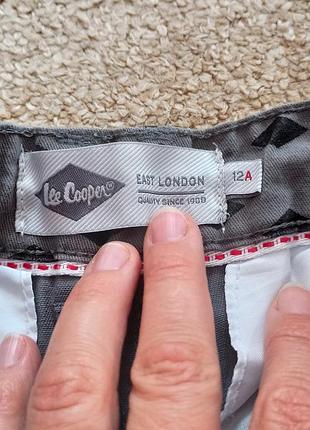 Lee Cooper®
EAST LONDON
QUALITY SINCE 1908
12A